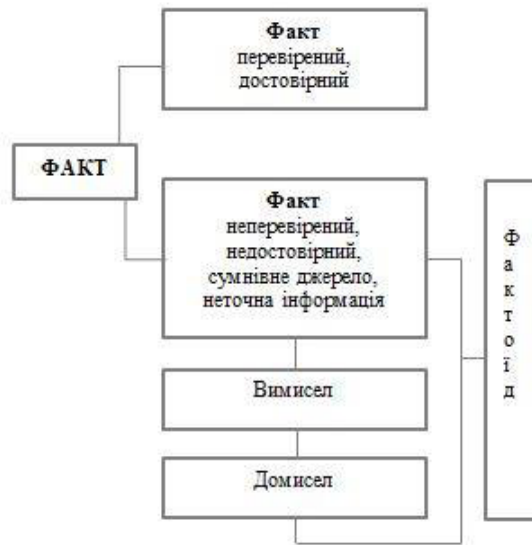 Факт
перевірений,
достовірний
ФАКТ
Факт
неперевірений,
недостовірний,
сумнівне джерело,
неточна інформація
Вимисел
Домисел
Ф
а
к
т
о
ї
д